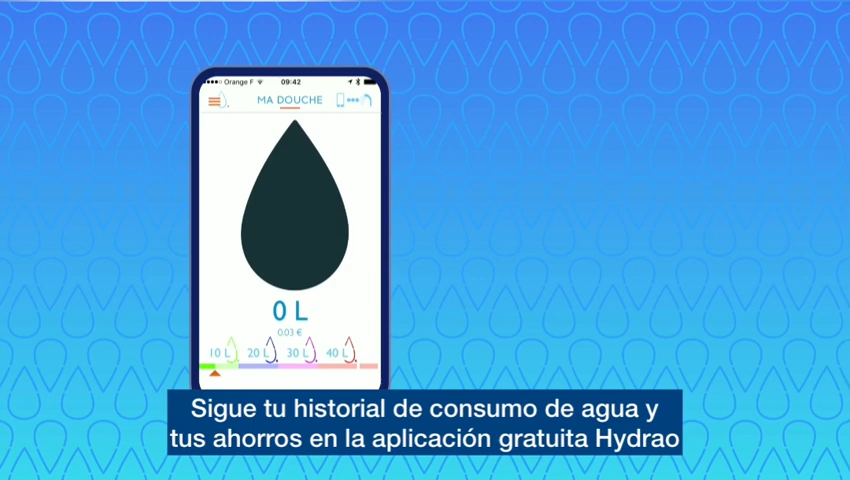 Orange F 09:42
MA DOUCHE
0 L
0.03 €
10 L 20 L 30 L 40 L
Sigue tu historial de consumo de agua y
tus ahorros en la aplicación gratuita Hydrao